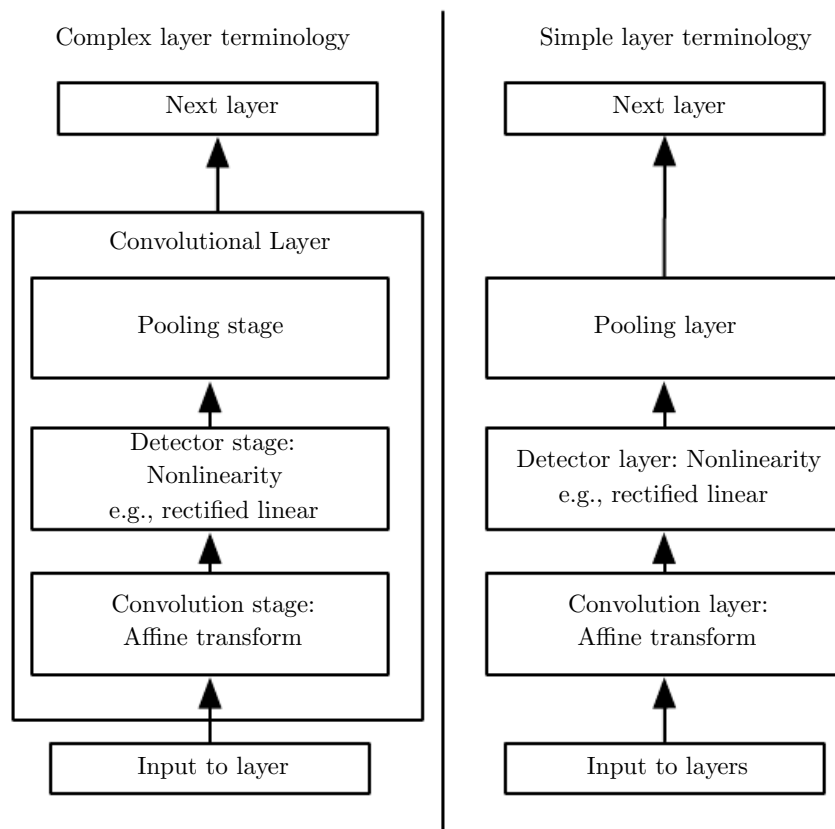 Complex layer terminology
Next layer
Convolutional Layer
Pooling stage
Detector stage:
Nonlinearity
e.g., rectified linear
Convolution stage:
Affine transform
Input to layer
Simple layer terminology
Next layer
Pooling layer
Detector layer: Nonlinearity
e.g., rectified linear
Convolution layer:
Affine transform
Input to layers